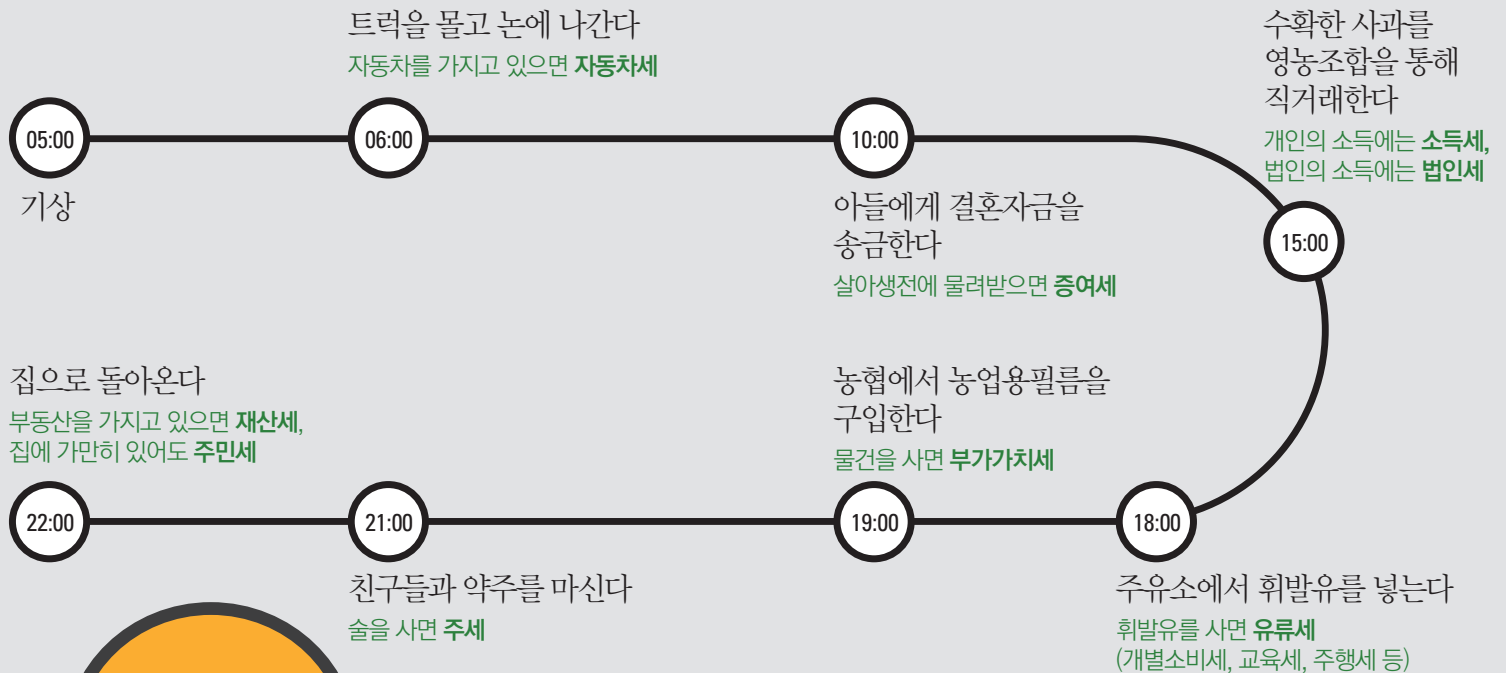 05:00
기상
트럭을 몰고 논에 나간다
자동차를 가지고 있으면 자동차세
06:00
10:00
아들에게 결혼자금을
송금한다
살아생전에 물려받으면 증여세
수확한 사과를
영농조합을 통해
직거래한다
개인의 소득에는 소득세,
법인의 소득에는 법인세
15:00
18:00
주유소에서 휘발유를 넣는다
휘발유를 사면 유류세
(개별소비세, 교육세, 주행세 등)
농협에서 농업용필름을
구입한다
물건을 사면 부가가치세
19:00
21:00
친구들과 약주를 마신다
술을 사면 주세
집으로 돌아온다
부동산을 가지고 있으면 재산세,
집에 가만히 있어도 주민세
22:00